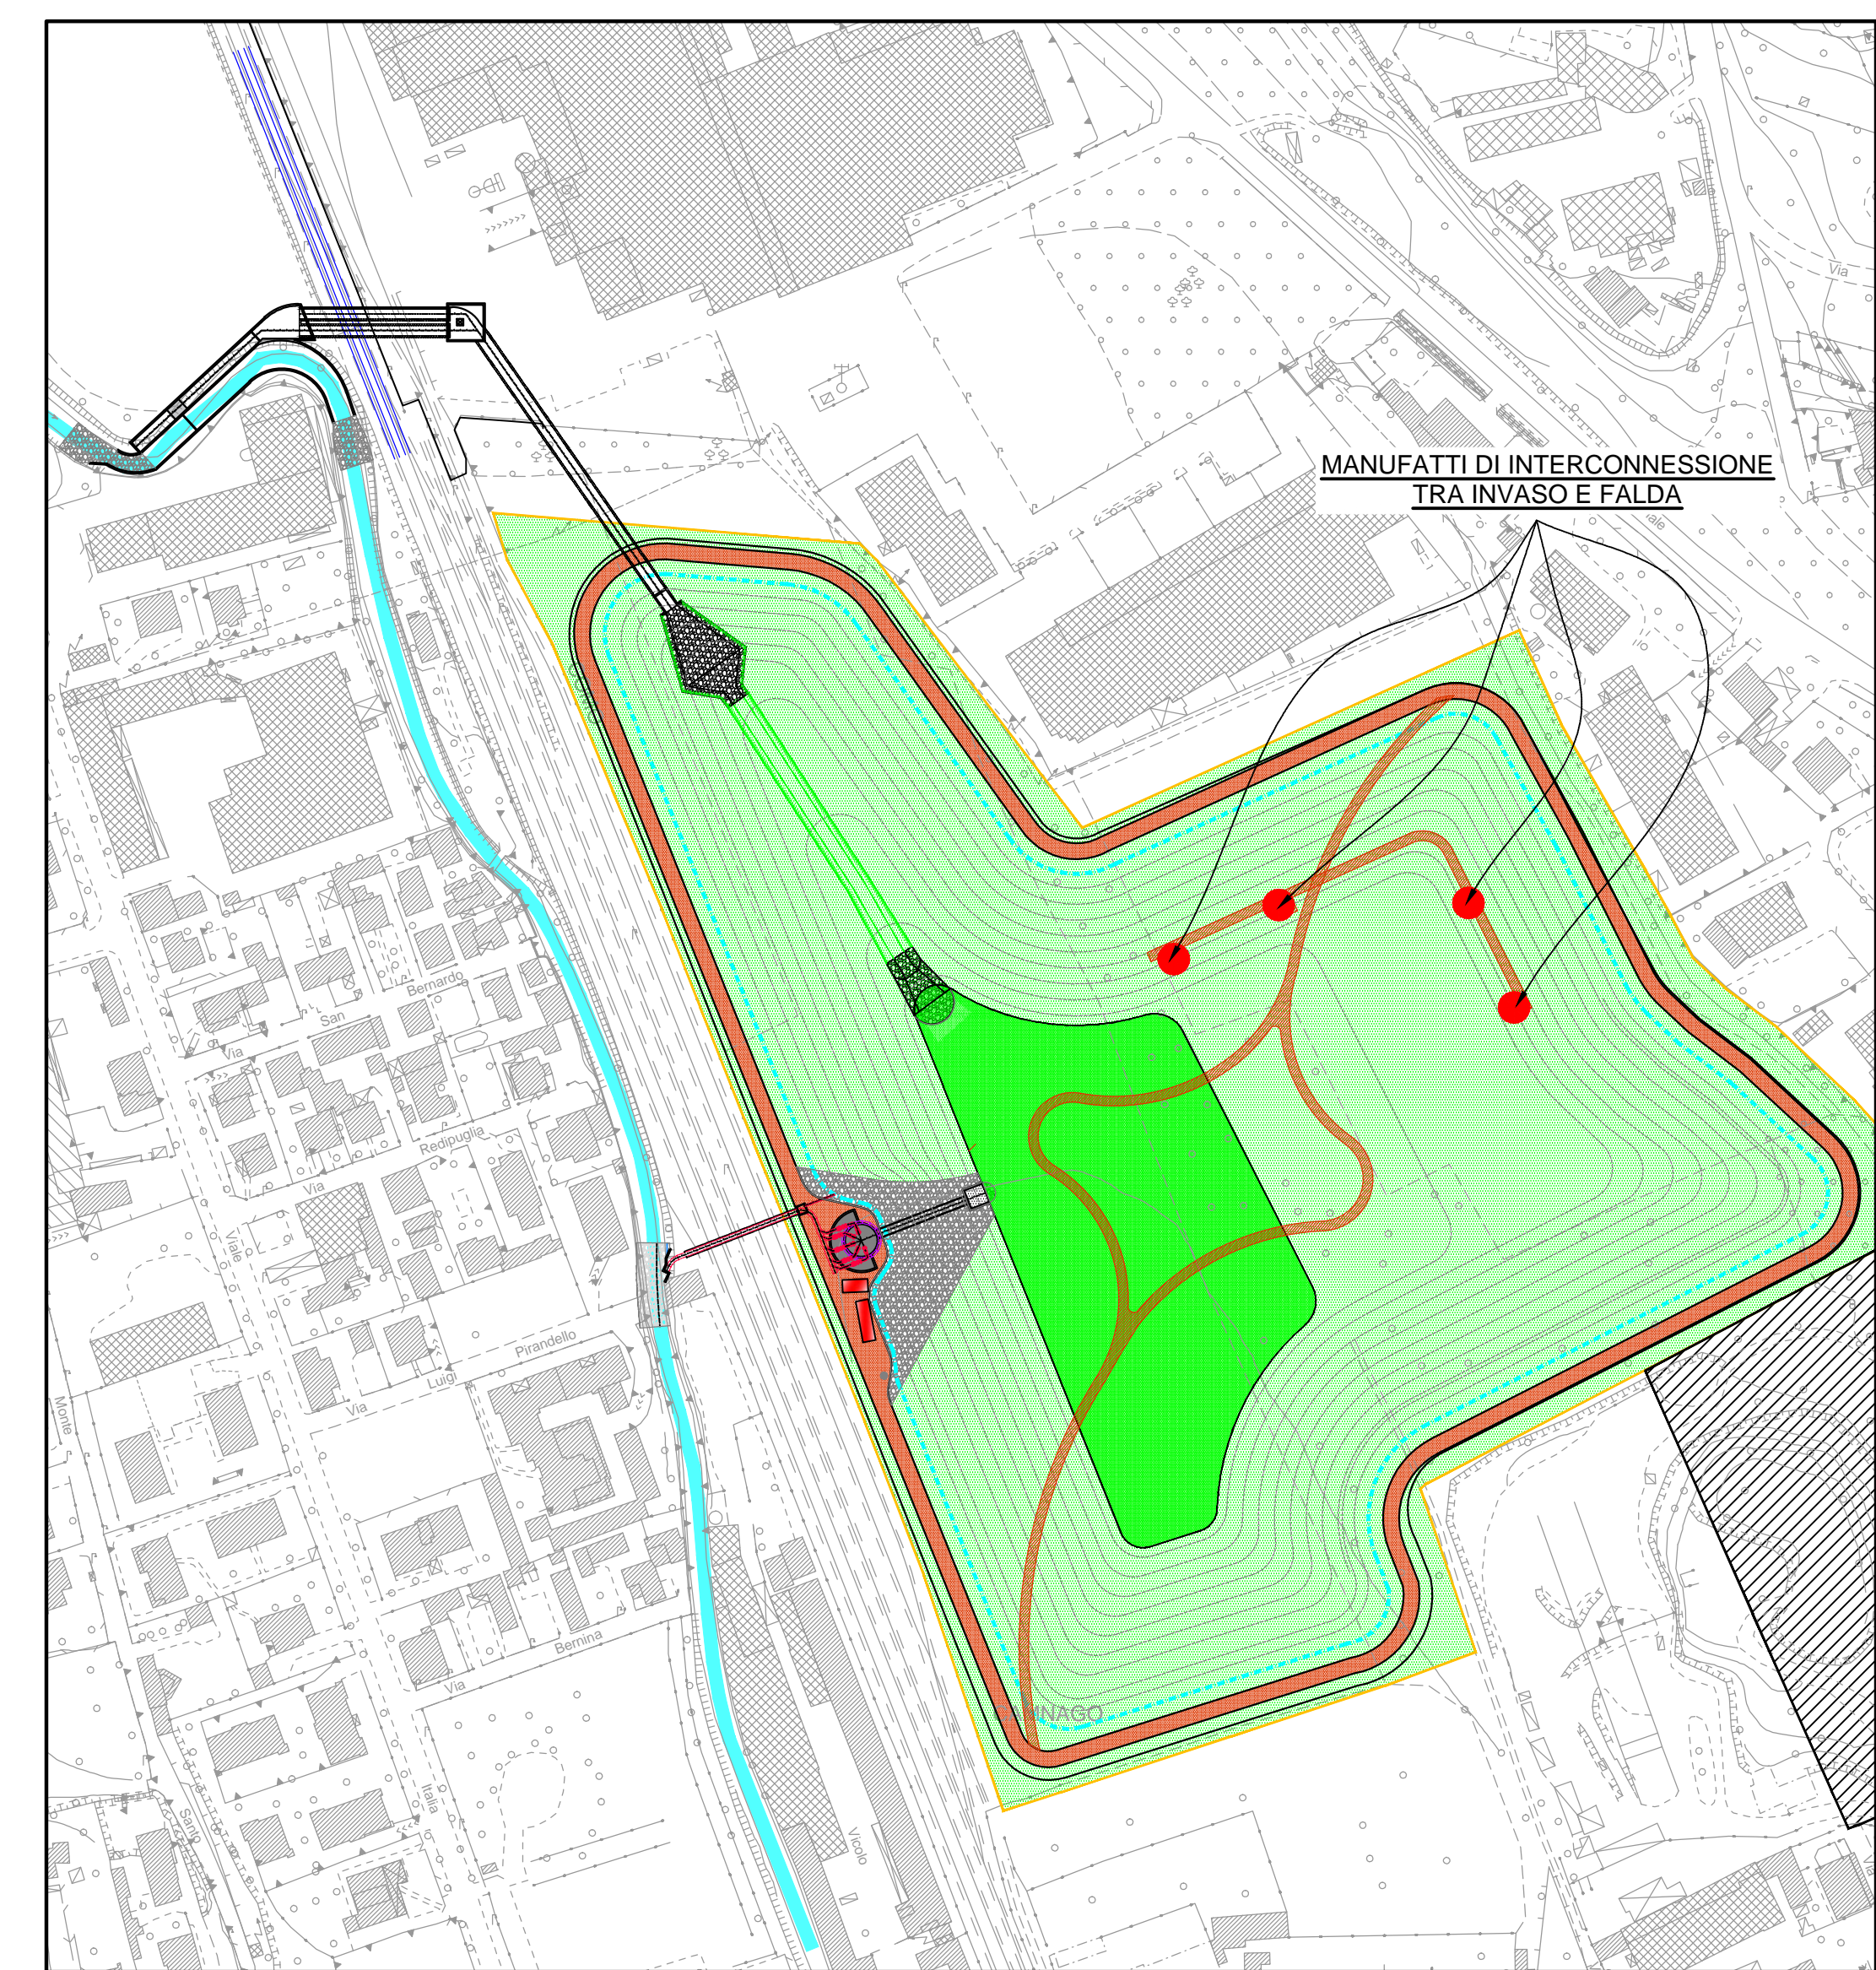 MANUFATTI DI INTERCONNESSIONE
TRA INVASO E FALDA
Via
Bernardo
San
Via
Redipuglia
Via
Viale
Pirandello
Luigi
Via
Monte
Bernina
Via
Italia
Santo
Vicolo